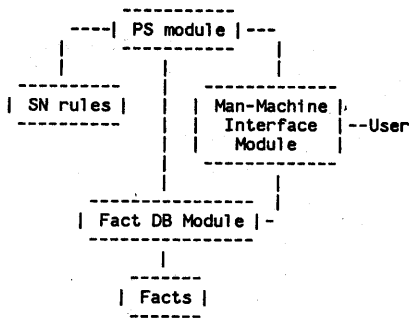 PS module
SN rules
Man-Machine
Interface
Module
User
Fact DB Module
Facts